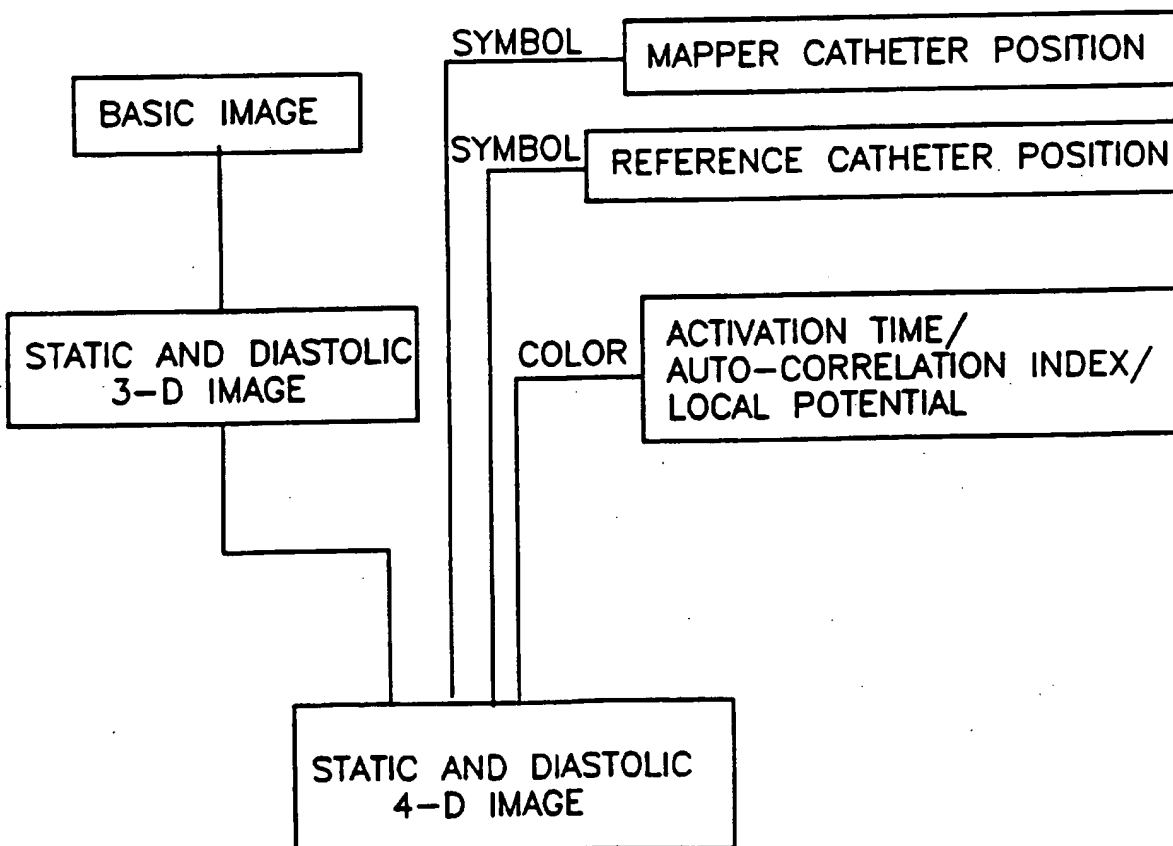 SYMBOL
MAPPER CATHETER POSITION
BASIC IMAGE
SYMBOL
REFERENCE CATHETER POSITION
STATIC AND DIASTOLIC
3-D IMAGE
COLOR
ACTIVATION TIME/
AUTO-CORRELATION INDEX/
LOCAL POTENTIAL
STATIC AND DIASTOLIC
4-D IMAGE